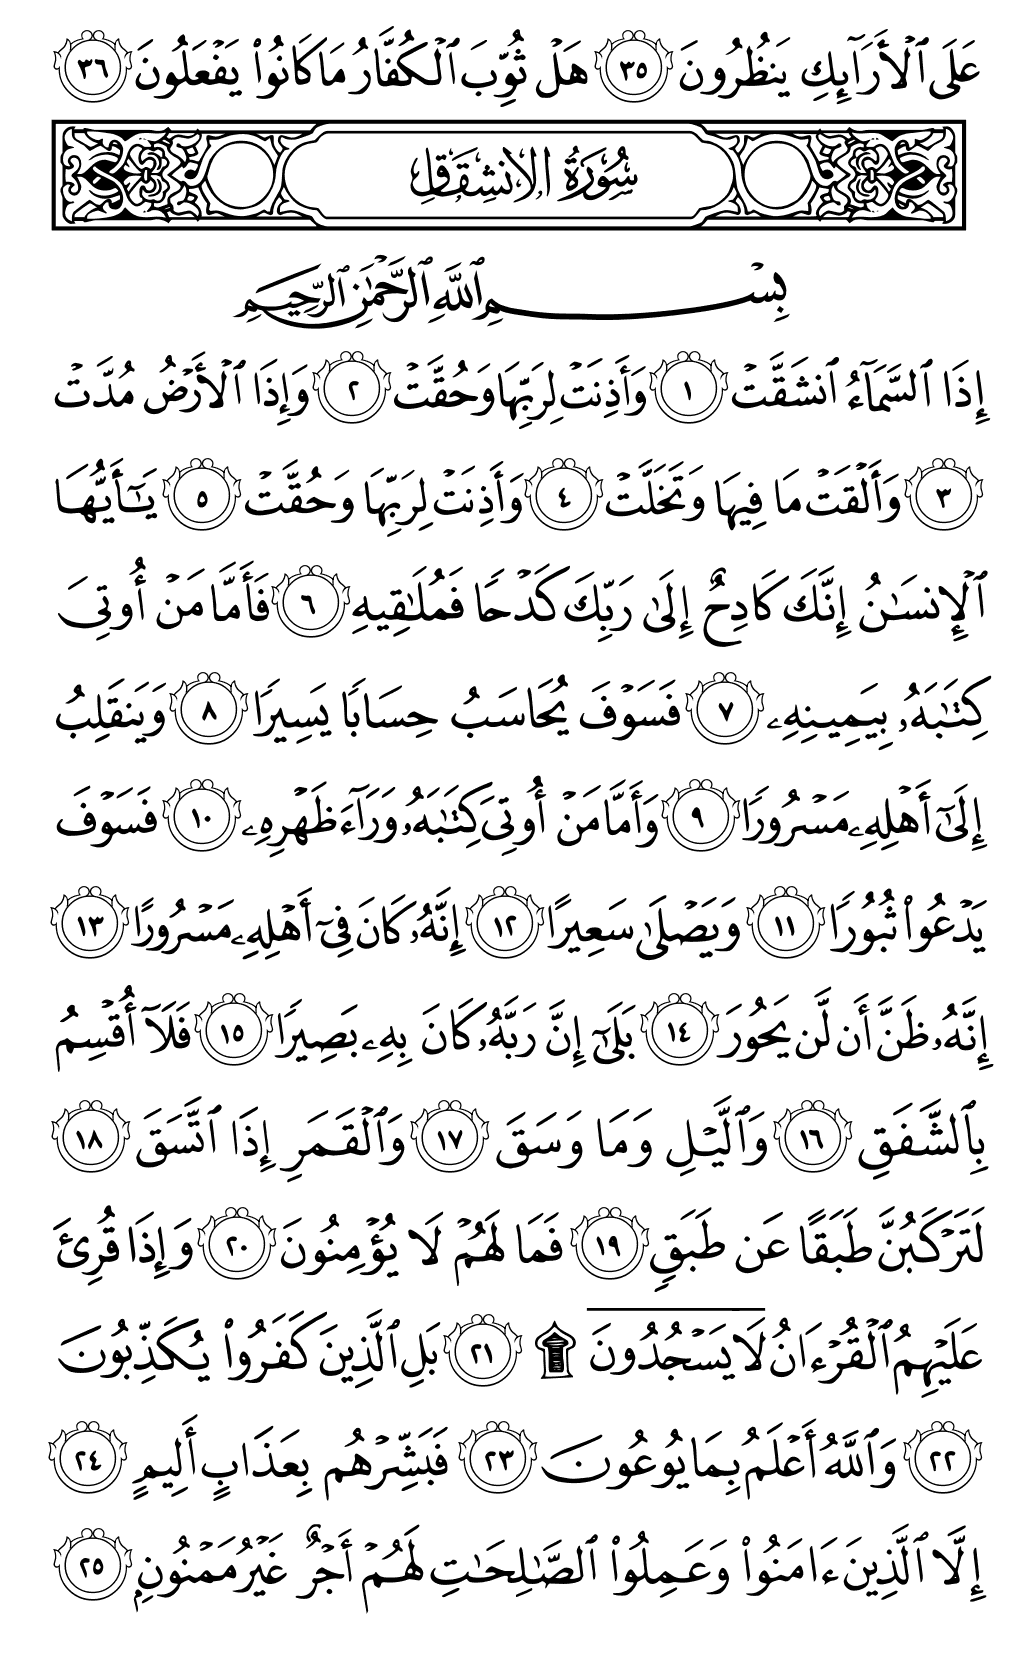 عَلَى ٱلْأَرَآئِكِ يَنظُرُونَ ٣٥ هَلْ ثُوِّبَ ٱلْكُفَّارُ مَا كَانُوا۟ يَفْعَلُونَ ٣٦
سُورَةُ الانشِقَاقِ
بِسْمِ ٱللَّهِ ٱلرَّحْمَٰنِ ٱلرَّحِيمِ
إِذَا ٱلسَّمَآءُ ٱنشَقَّتْ ١ وَأَذِنَتْ لِرَبِّهَا وَحُقَّتْ ٢ وَإِذَا ٱلْأَرْضُ مُدَّتْ
٣ وَأَلْقَتْ مَا فِيهَا وَتَخَلَّتْ ٤ وَأَذِنَتْ لِرَبِّهَا وَحُقَّتْ ٥ يَٰٓأَيُّهَا
ٱلْإِنسَٰنُ إِنَّكَ كَادِحٌ إِلَىٰ رَبِّكَ كَدْحًا فَمُلَٰقِيهِ ٦ فَأَمَّا مَنْ أُوتِىَ
كِتَٰبَهُۥ بِيَمِينِهِۦ ٧ فَسَوْفَ يُحَاسَبُ حِسَابًا يَسِيرًا ٨ وَيَنقَلِبُ
إِلَىٰٓ أَهْلِهِۦ مَسْرُورًا ٩ وَأَمَّا مَنْ أُوتِىَ كِتَٰبَهُۥ وَرَآءَ ظَهْرِهِۦ ١٠ فَسَوْفَ
يَدْعُوا۟ ثُبُورًا ١١ وَيَصْلَىٰ سَعِيرًا ١٢ إِنَّهُۥ كَانَ فِىٓ أَهْلِهِۦ مَسْرُورًا ١٣
إِنَّهُۥ ظَنَّ أَن لَّن يَحُورَ ١٤ بَلَىٰٓ إِنَّ رَبَّهُۥ كَانَ بِهِۦ بَصِيرًا ١٥ فَلَآ أُقْسِمُ
بِٱلشَّفَقِ ١٦ وَٱلَّيْلِ وَمَا وَسَقَ ١٧ وَٱلْقَمَرِ إِذَا ٱتَّسَقَ ١٨
لَتَرْكَبُنَّ طَبَقًا عَن طَبَقٍ ١٩ فَمَا لَهُمْ لَا يُؤْمِنُونَ ٢٠ وَإِذَا قُرِئَ
عَلَيْهِمُ ٱلْقُرْءَانُ لَا يَسْجُدُونَ ۩ ٢١ بَلِ ٱلَّذِينَ كَفَرُوا۟ يُكَذِّبُونَ
٢٢ وَٱللَّهُ أَعْلَمُ بِمَا يُوعُونَ ٢٣ فَبَشِّرْهُم بِعَذَابٍ أَلِيمٍ ٢٤
إِلَّا ٱلَّذِينَ ءَامَنُوا۟ وَعَمِلُوا۟ ٱلصَّٰلِحَٰتِ لَهُمْ أَجْرٌ غَيْرُ مَمْنُونٍۭ ٢٥